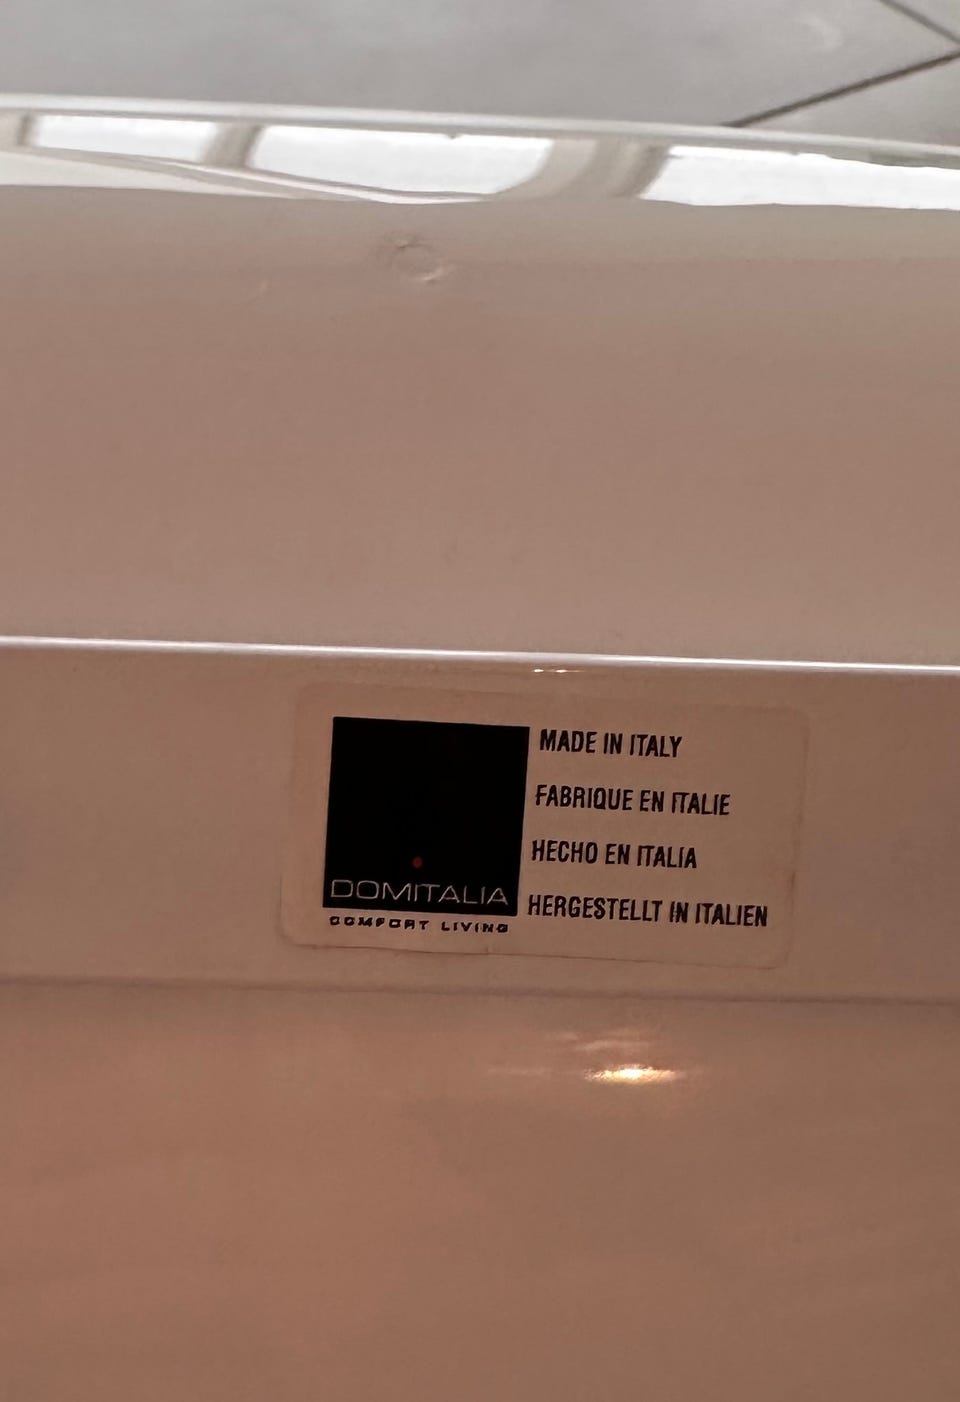 DOMITALIA
COMFORT LIVING
MADE IN ITALY
FABRIQUE EN ITALIE
HECHO EN ITALIA
HERGESTELLT IN ITALIEN